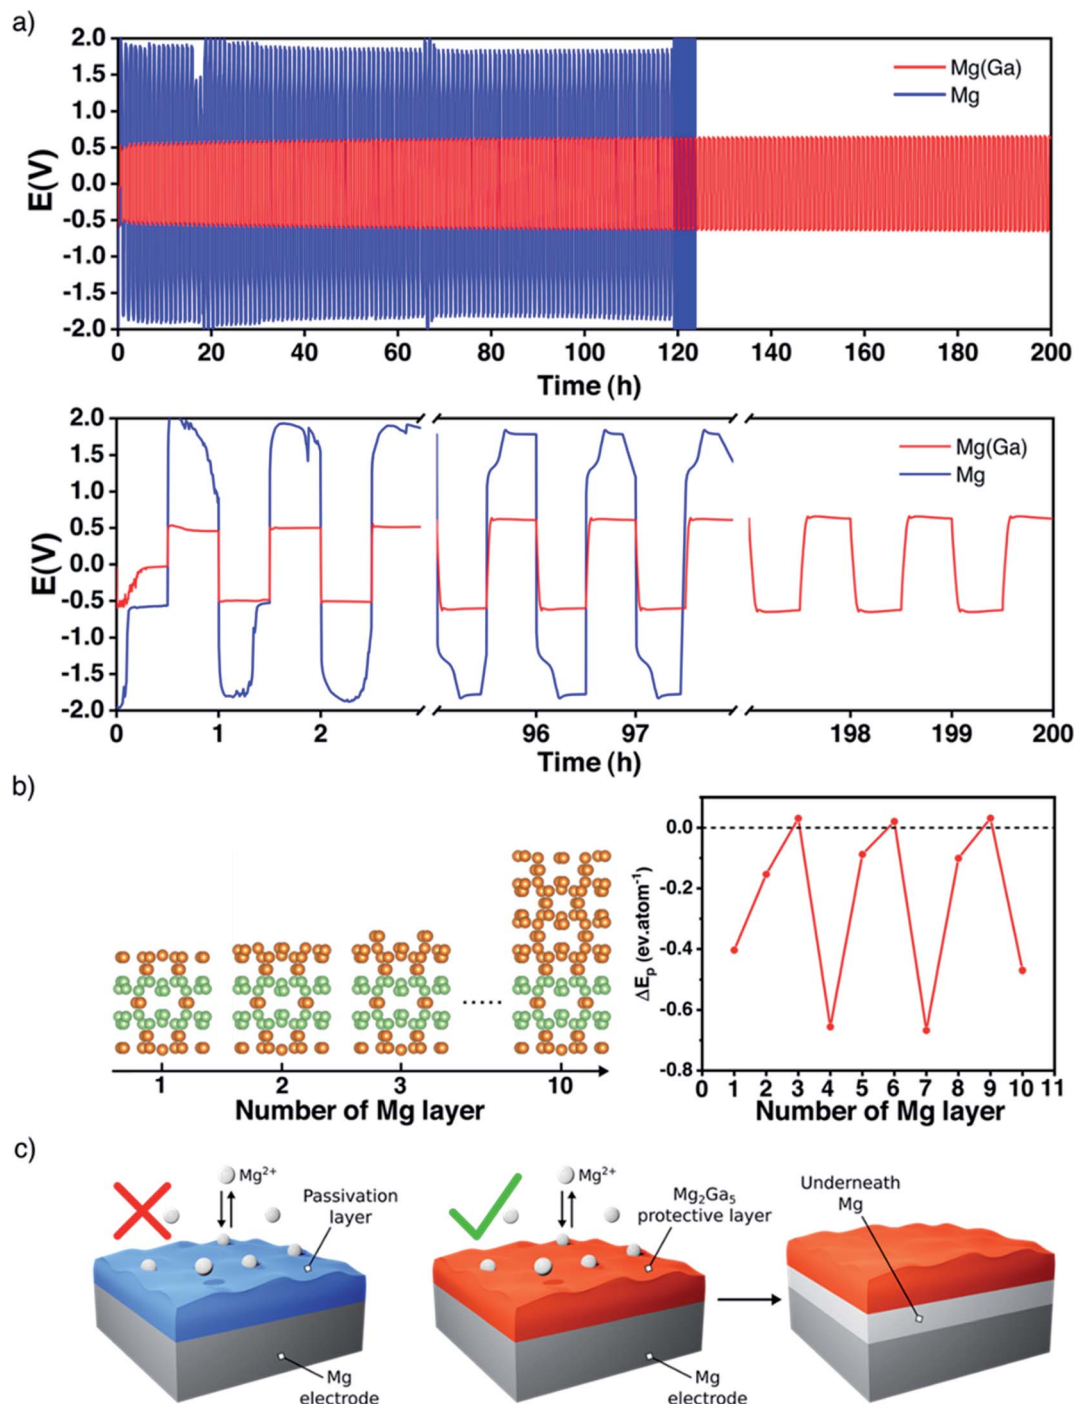 a)
2.0
1.5
1.0
0.5
0.0
-0.5
-1.0
-1.5
-2.0
E(V)
Mg(Ga)
Mg
0 20 40 60 80 100 120 140 160 180 200
Time (h)
2.0
1.5
1.0
0.5
0.0
-0.5
-1.0
-1.5
-2.0
E(V)
Mg(Ga)
Mg
0 1 2 96 97 198 199 200
Time (h)
b)
1 2 3 ..... 10
Number of Mg layer
0.0
-0.2
-0.4
-0.6
-0.8
ΔEp (ev.atom⁻¹)
0 1 2 3 4 5 6 7 8 9 10 11
Number of Mg layer
c)
Mg²⁺
Passivation
layer
Mg
electrode
Mg²⁺
Mg₂Ga₅
protective layer
Mg
electrode
Underneath
Mg